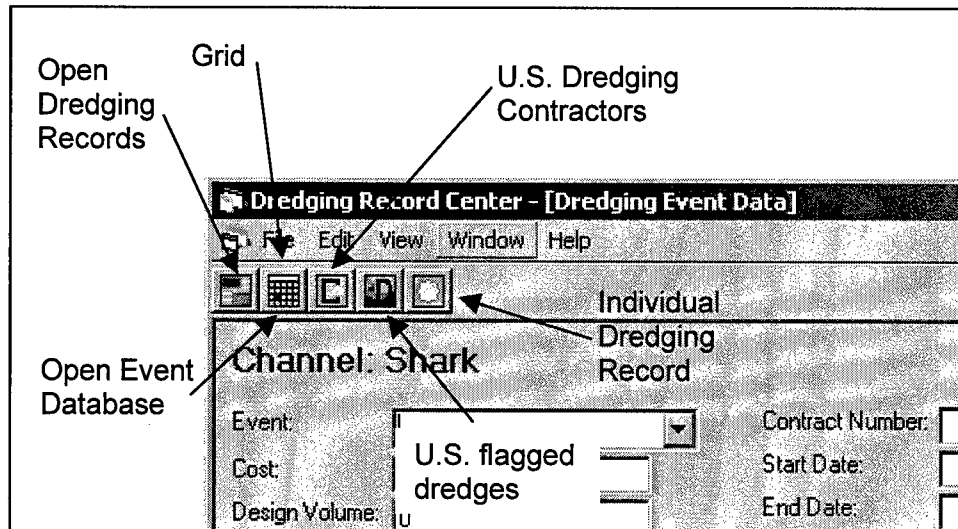 Open
Dredging
Records
Grid
U.S. Dredging
Contractors
Dredging Record Center - [Dredging Event Data]
File Edit View Window Help
C D
Individual
Dredging
Record
Channel: Shark
Open Event
Database
Event:
Contract Number:
U.S. flagged
dredges
Cost:
Start Date:
Design Volume:
End Date: